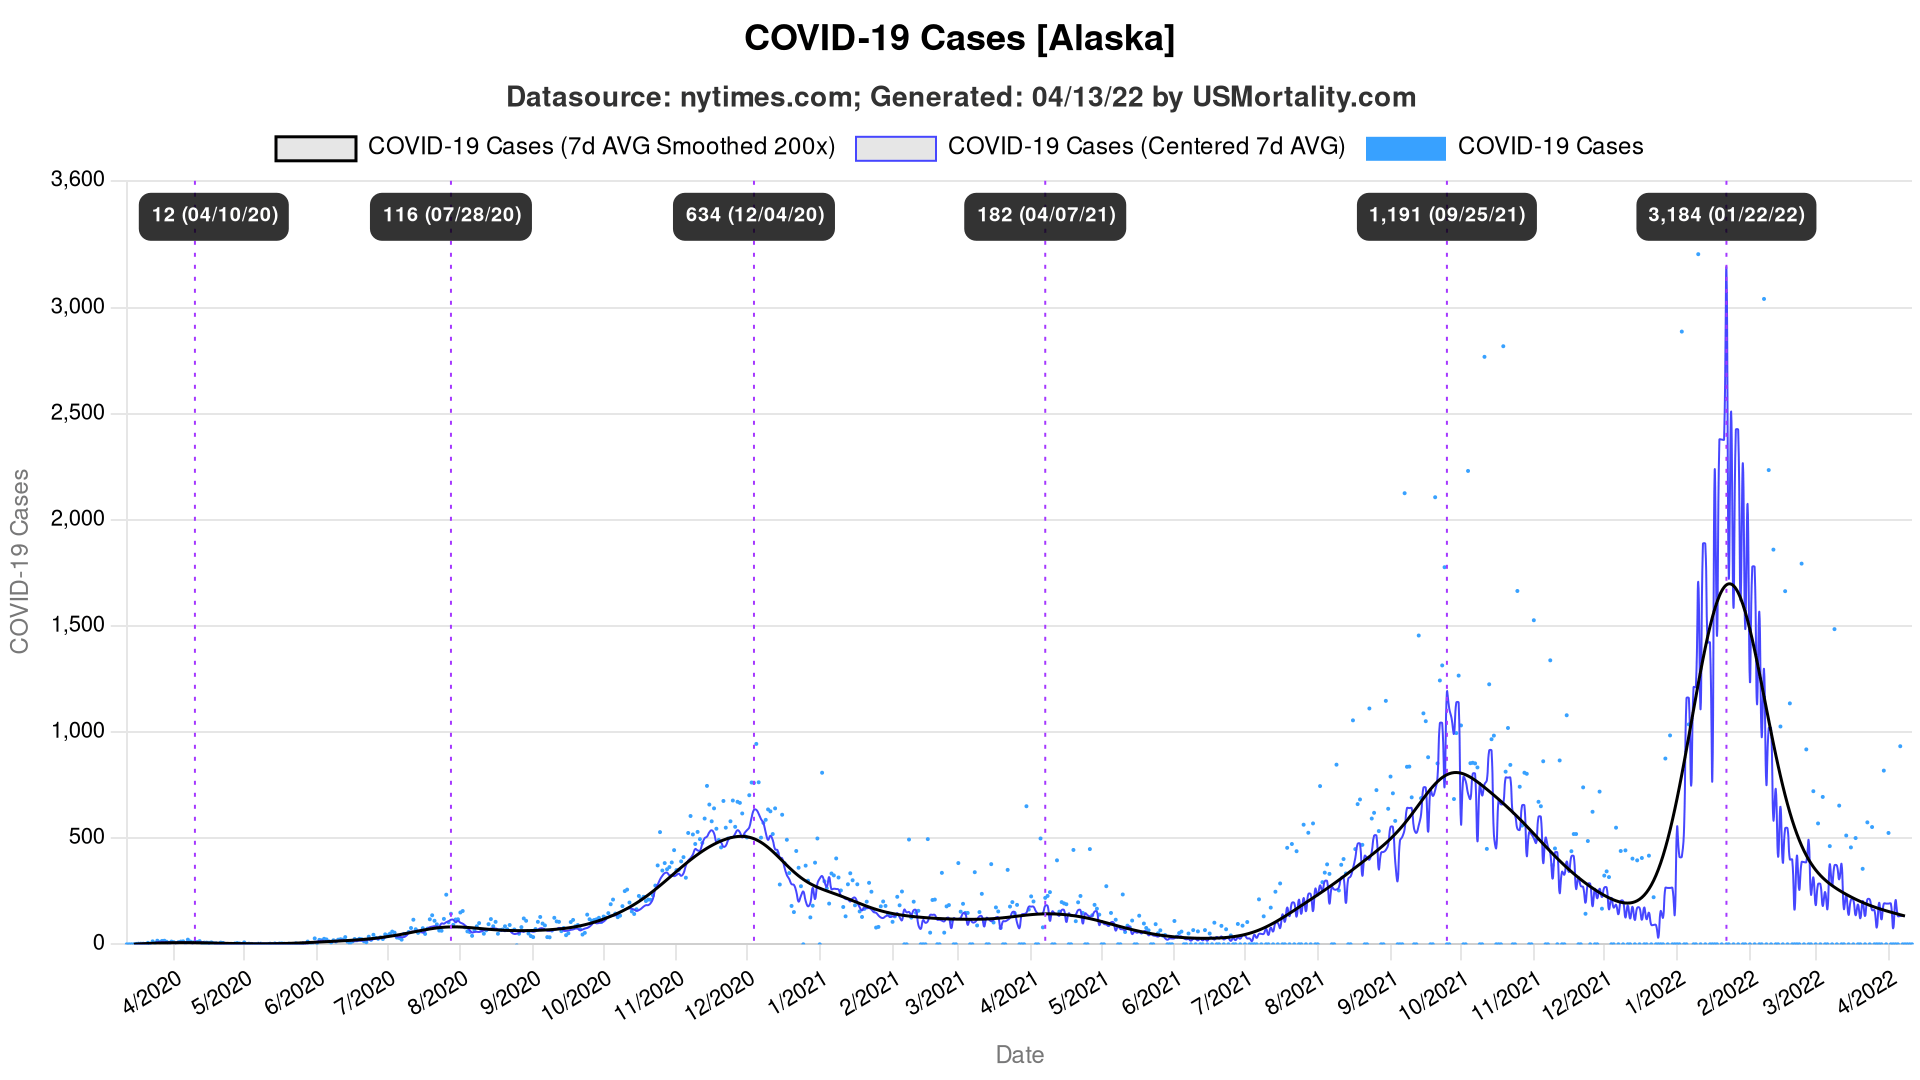 COVID-19 Cases [Alaska]
Datasource: nytimes.com; Generated: 04/13/22 by USMortality.com
COVID-19 Cases (7d AVG Smoothed 200x) COVID-19 Cases (Centered 7d AVG) COVID-19 Cases
3,600
12 (04/10/20) 116 (07/28/20) 634 (12/04/20) 182 (04/07/21) 1,191 (09/25/21) 3,184 (01/22/22)
3,000
2,500
2,000
1,500
1,000
500
0
COVID-19 Cases
4/2020 5/2020 6/2020 7/2020 8/2020 9/2020 10/2020 11/2020 12/2020 1/2021 2/2021 3/2021 4/2021 5/2021 6/2021 7/2021 8/2021 9/2021 10/2021 11/2021 12/2021 1/2022 2/2022 3/2022 4/2022
Date